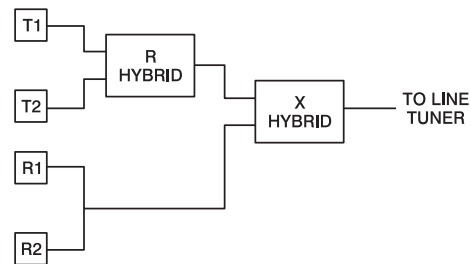 T1
R
HYBRID
T2
X
HYBRID
TO LINE
TUNER
R1
R2